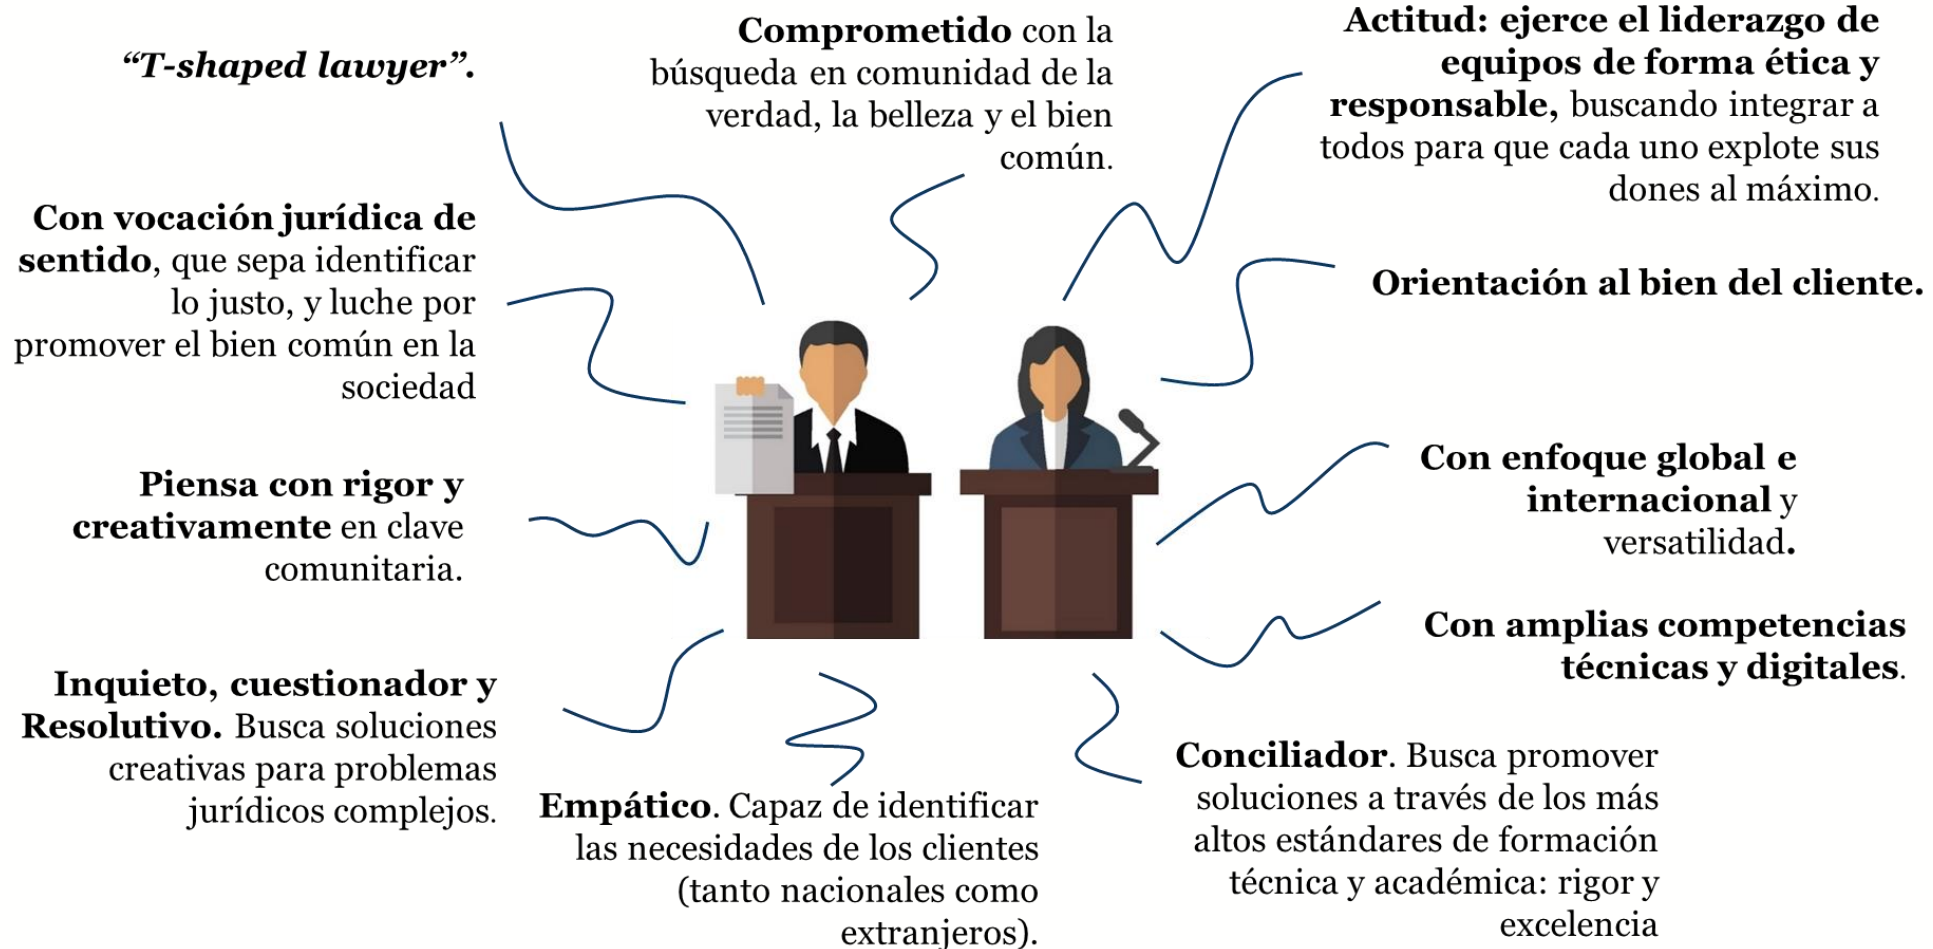 “T-shaped lawyer”.
Comprometido con la
búsqueda en comunidad de la
verdad, la belleza y el bien
común.
Actitud: ejerce el liderazgo de
equipos de forma ética y
responsable, buscando integrar a
todos para que cada uno explote sus
dones al máximo.
Con vocación jurídica de
sentido, que sepa identificar
lo justo, y luche por
promover el bien común en la
sociedad
Orientación al bien del cliente.
Piensa con rigor y
creativamente en clave
comunitaria.
Con enfoque global e
internacional y
versatilidad.
Con amplias competencias
técnicas y digitales.
Inquieto, cuestionador y
Resolutivo. Busca soluciones
creativas para problemas
jurídicos complejos.
Empático. Capaz de identificar
las necesidades de los clientes
(tanto nacionales como
extranjeros).
Conciliador. Busca promover
soluciones a través de los más
altos estándares de formación
técnica y académica: rigor y
excelencia